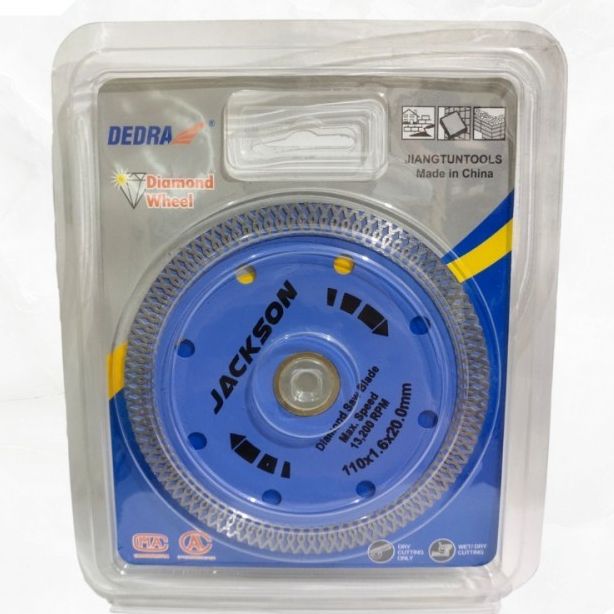 DEDRA®
Diamond
Wheel
JIANGTUNTOOLS
Made in China
JACKSON
Diamond Saw Blade
Max. Speed
13.200 RPM
110x1.6x20.0mm
DRY
CUTTING
ONLY
WET/ DRY
CUTTING